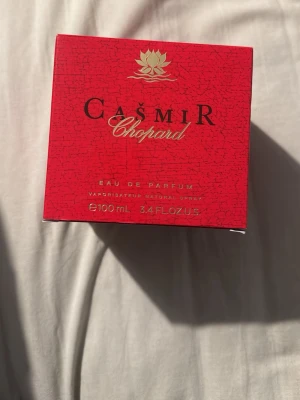 CAŠMIR
Chopard
EAU DE PARFUM
VAPORISATEUR NATURAL SPRAY
℮100 mL 3.4 FL.OZ.U.S.